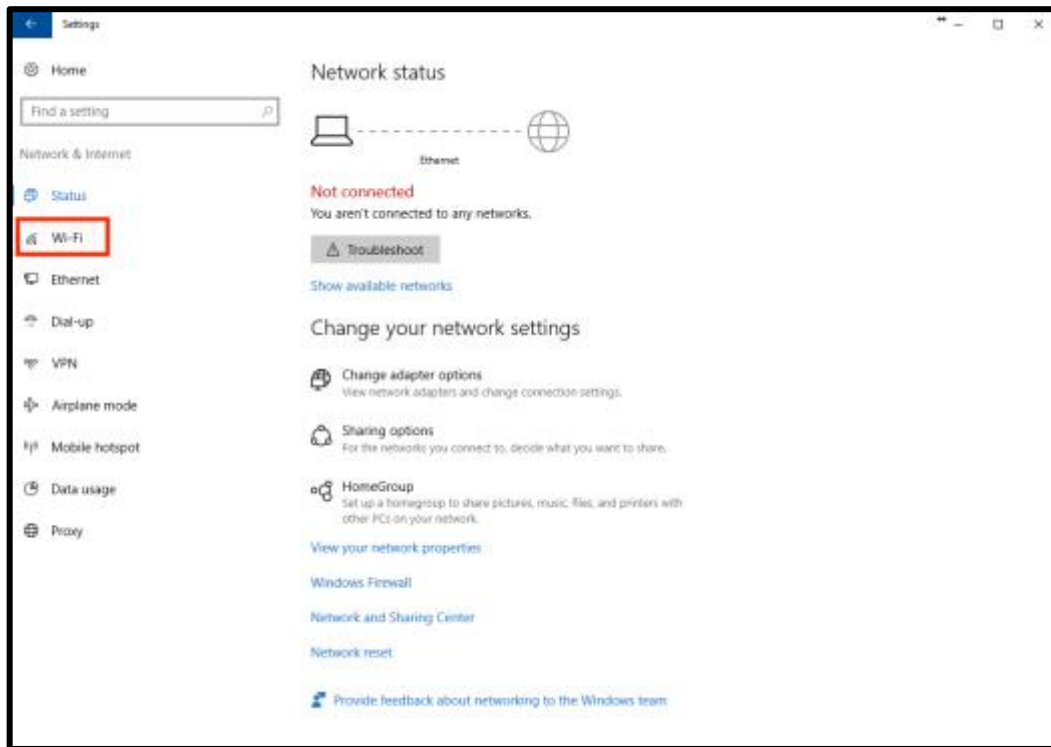 Settings
Home
Find a setting
Network & Internet
Status
Wi-Fi
Ethernet
Dial-up
VPN
Airplane mode
Mobile hotspot
Data usage
Proxy
Network status
Ethernet
Not connected
You aren't connected to any networks.
Troubleshoot
Show available networks
Change your network settings
Change adapter options
View network adapters and change connection settings.
Sharing options
For the networks you connect to, decide what you want to share.
HomeGroup
Set up a homegroup to share pictures, music, files, and printers with
other PCs on your network.
View your network properties
Windows Firewall
Network and Sharing Center
Network reset
Provide feedback about networking to the Windows team